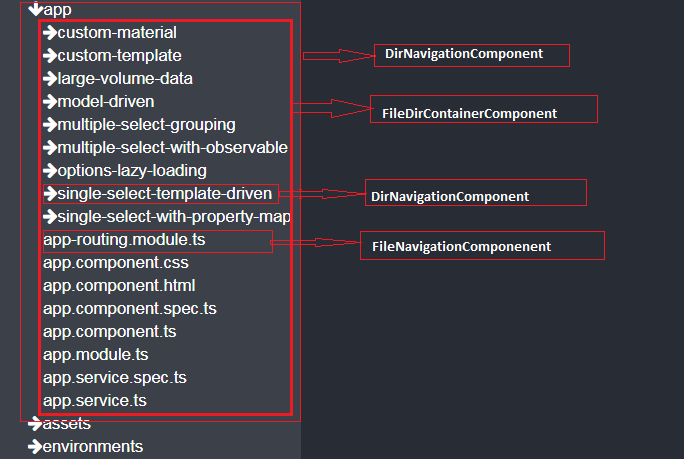 app
custom-material
custom-template
DirNavigationComponent
large-volume-data
model-driven
FileDirContainerComponent
multiple-select-grouping
multiple-select-with-observable
options-lazy-loading
single-select-template-driven
DirNavigationComponent
single-select-with-property-map
app-routing.module.ts
FileNavigationComponenent
app.component.css
app.component.html
app.component.spec.ts
app.component.ts
app.module.ts
app.service.spec.ts
app.service.ts
assets
environments